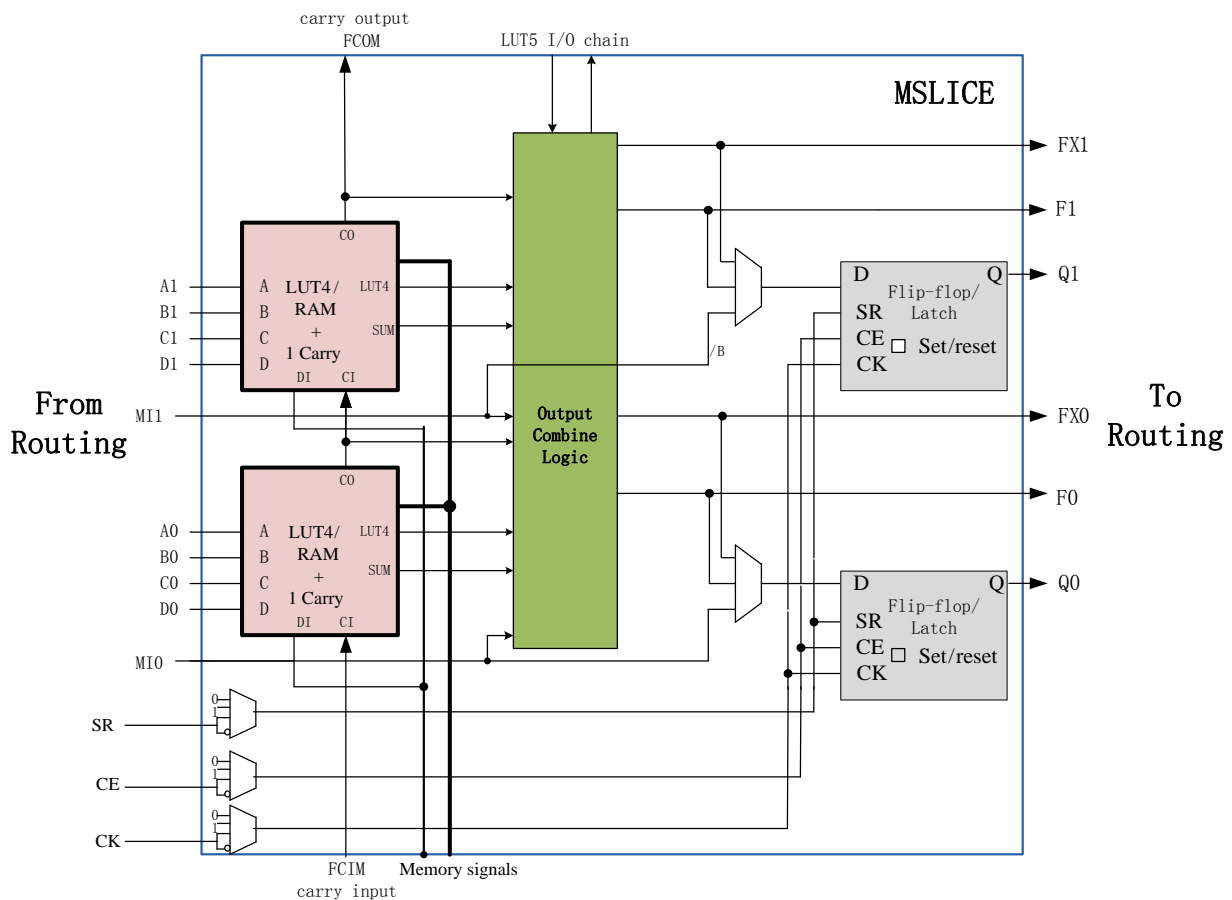 carry output
FCOM
LUT5 I/O chain
MSLICE
FX1
F1
CO
A1
B1
C1
D1
A
B
C
D
LUT4/
RAM
+
1 Carry
LUT4
SUM
DI
CI
D
Q
Q1
Flip-flop/
Latch
SR
CE
CK
Set/reset
/B
From
Routing
MI1
Output
Combine
Logic
FX0
To
Routing
CO
F0
A0
B0
C0
D0
A
B
C
D
LUT4/
RAM
+
1 Carry
LUT4
SUM
DI
CI
D
Q
Q0
Flip-flop/
Latch
SR
CE
CK
Set/reset
MI0
0
1
SR
0
1
CE
0
1
CK
FCIM
carry input
Memory signals